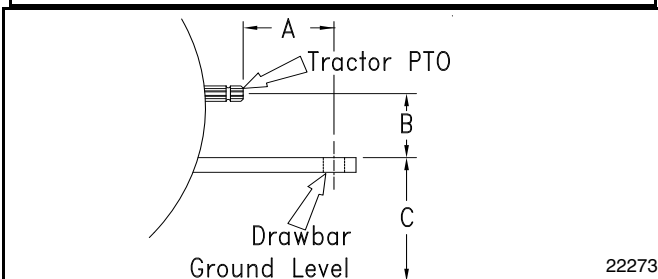 A
Tractor PTO
B
C
Drawbar
Ground Level
22273